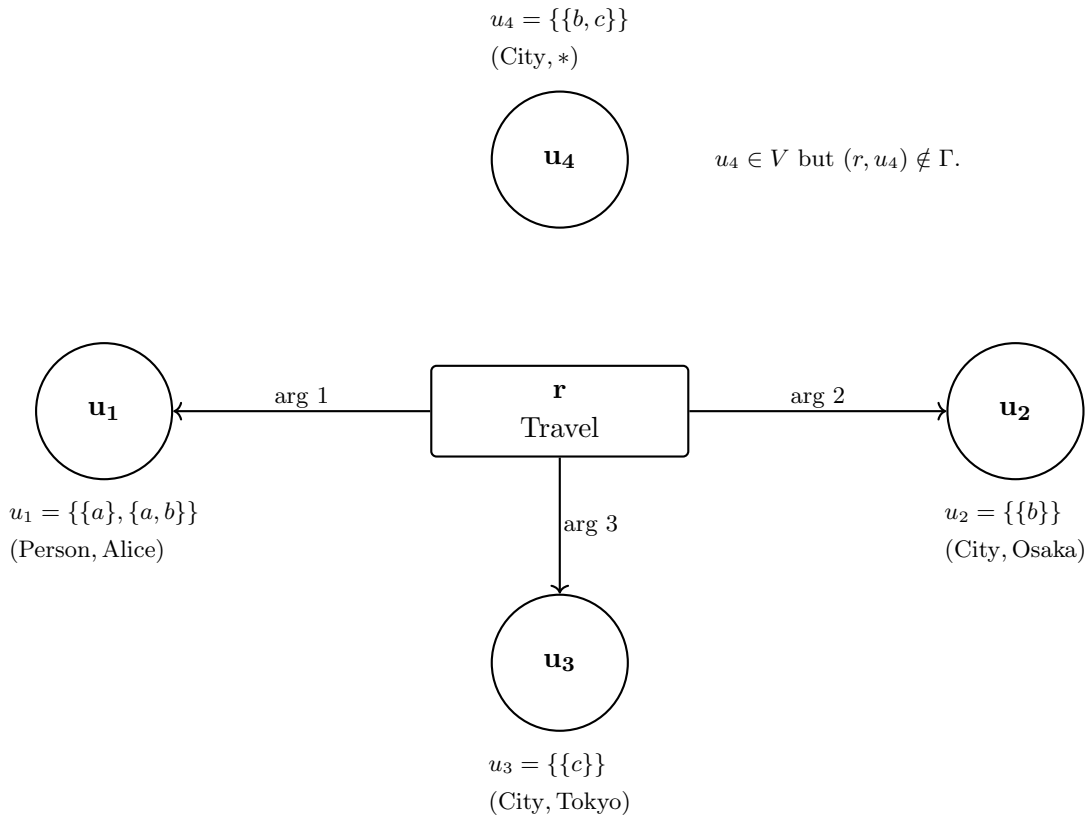 u₄ = {{b, c}}
(City, ∗)
u₄
u₄ ∈ V but (r, u₄) ∉ Γ.
u₁
arg 1
r
Travel
arg 2
u₂
u₁ = {{a}, {a, b}}
(Person, Alice)
arg 3
u₂ = {{b}}
(City, Osaka)
u₃
u₃ = {{c}}
(City, Tokyo)